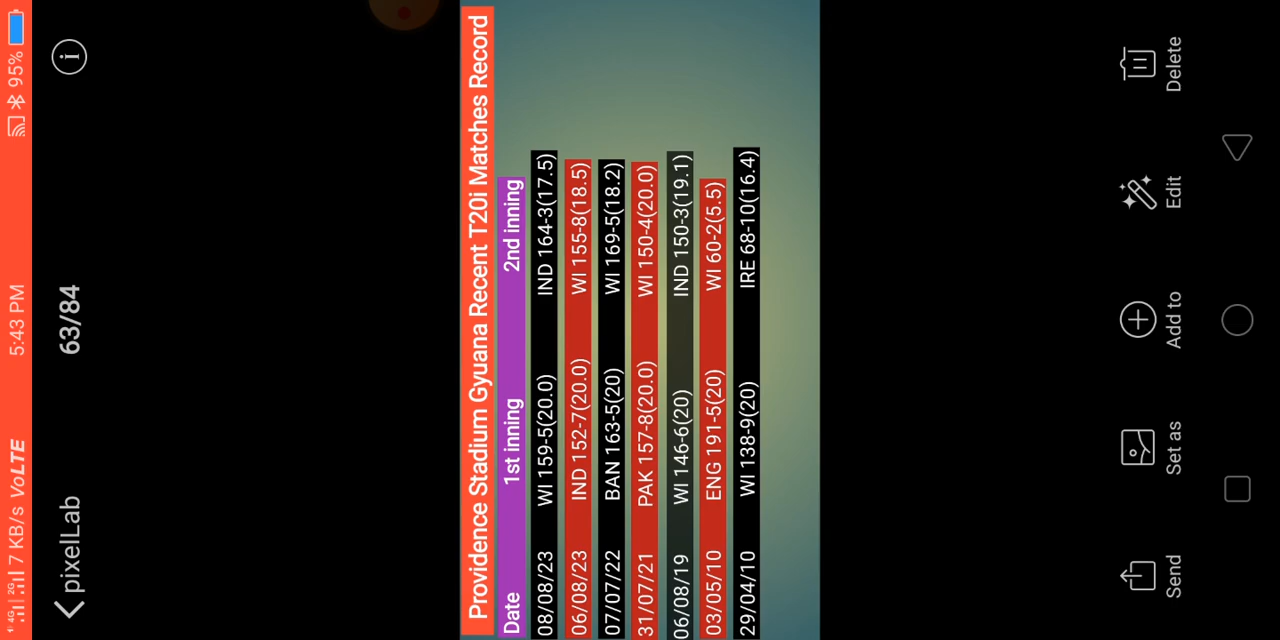 4G 2G 7 KB/s VoLTE 5:43 PM 95%
pixelLab 63/84 i
Providence Stadium Gyuana Recent T20i Matches Record
Date 1st inning 2nd inning
08/08/23 WI 159-5(20.0) IND 164-3(17.5)
06/08/23 IND 152-7(20.0) WI 155-8(18.5)
07/07/22 BAN 163-5(20) WI 169-5(18.2)
31/07/21 PAK 157-8(20.0) WI 150-4(20.0)
06/08/19 WI 146-6(20) IND 150-3(19.1)
03/05/10 ENG 191-5(20) WI 60-2(5.5)
29/04/10 WI 138-9(20) IRE 68-10(16.4)
Send Set as Add to Edit Delete